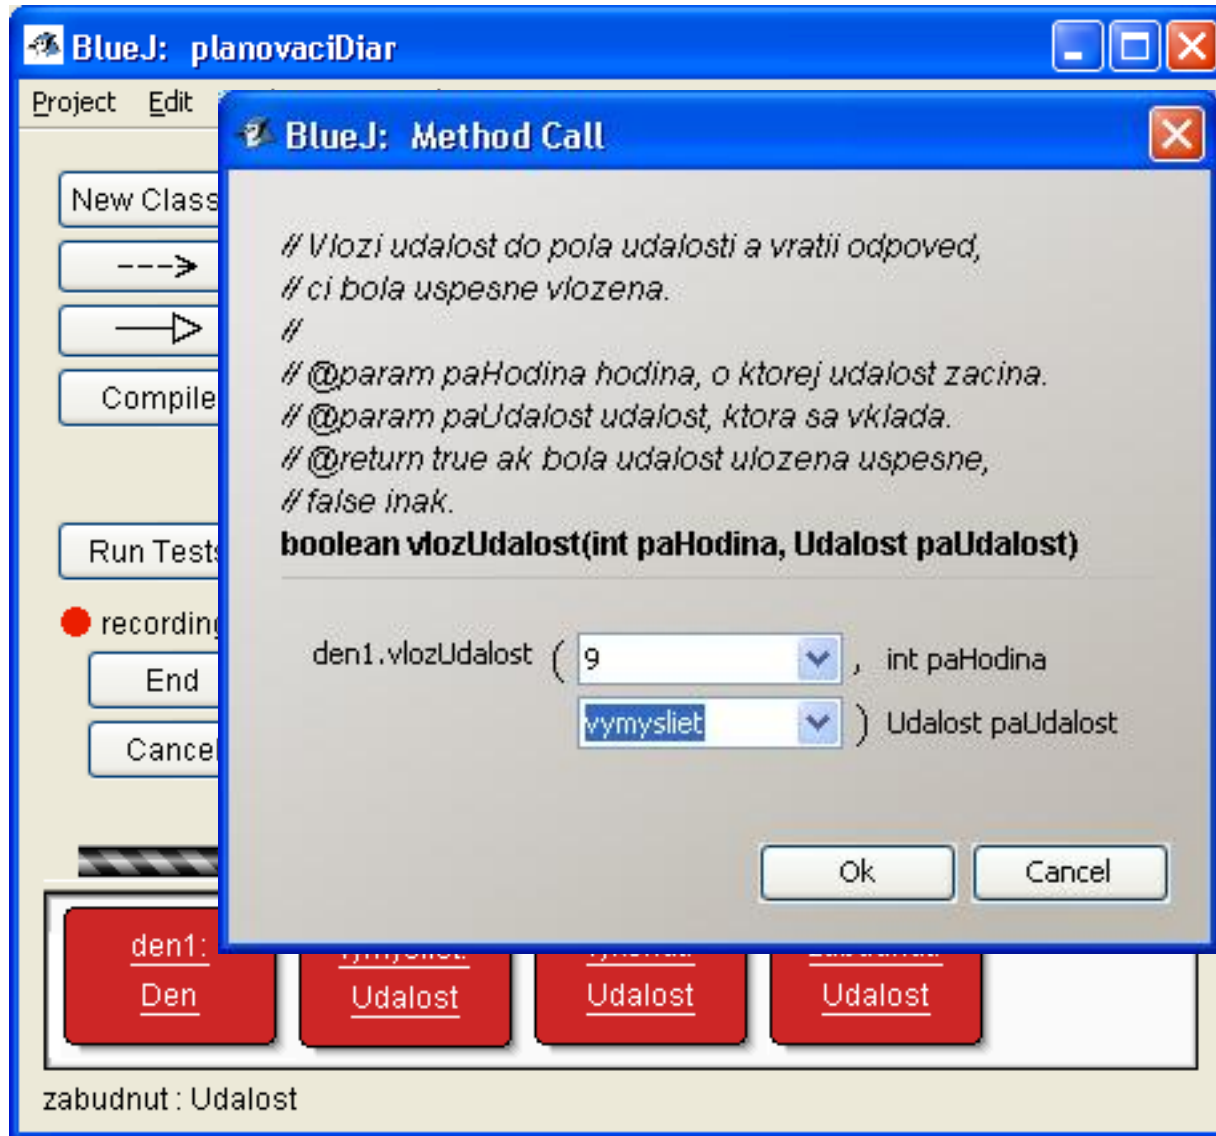 BlueJ: planovaciDiar
Project Edit
BlueJ: Method Call
New Class
Compile
Run Tests
recording
End
Cancel
// Vlozi udalost do pola udalosti a vratii odpoved,
// ci bola uspesne vlozena.
//
// @param paHodina hodina, o ktorej udalost zacina.
// @param paUdalost udalost, ktora sa vklada.
// @return true ak bola udalost ulozena uspesne,
// false inak.
boolean vlozUdalost(int paHodina, Udalost paUdalost)
den1.vlozUdalost ( 9 , int paHodina
vymysliet ) Udalost paUdalost
Ok Cancel
den1:
Den
Udalost
Udalost
Udalost
zabudnut : Udalost